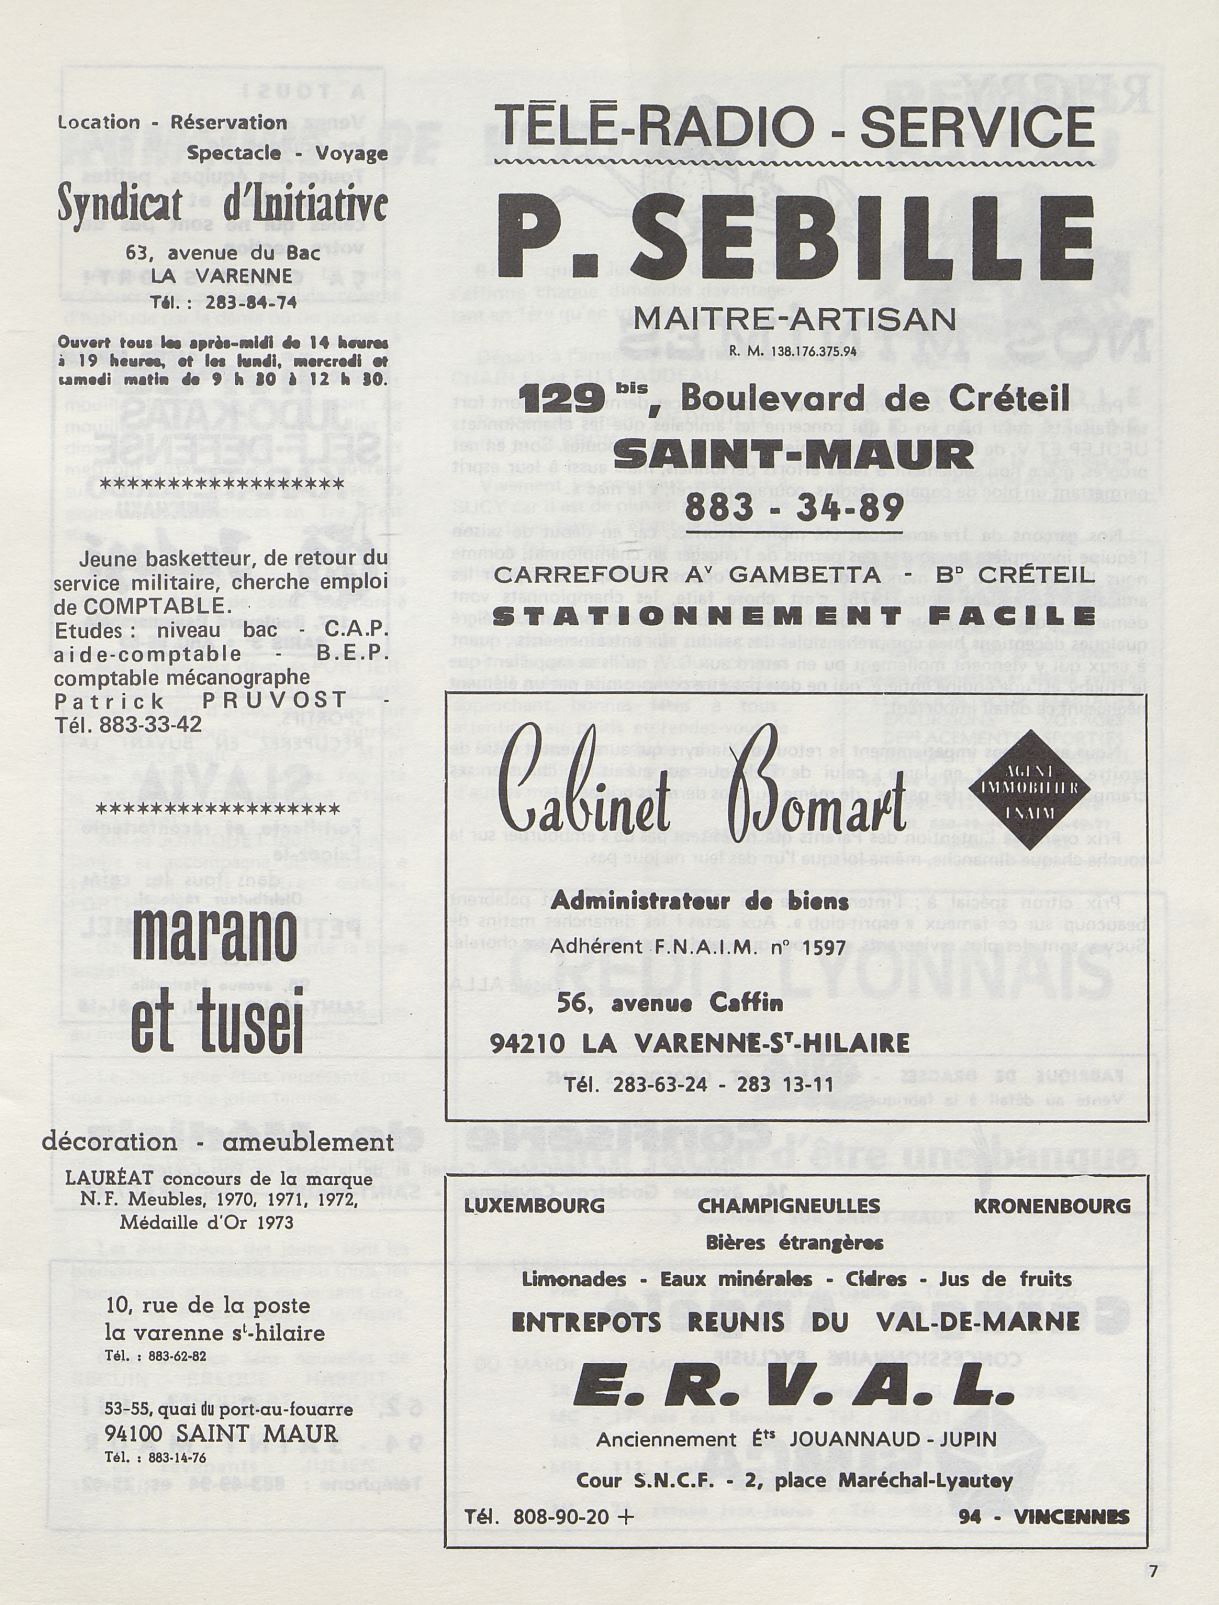 Location - Réservation
Spectacle - Voyage
Syndicat d'Initiative
63, avenue du Bac
LA VARENNE
Tél. : 283-84-74
Ouvert tous les après-midi de 14 heures
à 19 heures, et les lundi, mercredi et
samedi matin de 9 h 30 à 12 h 30.
******************
Jeune basketteur, de retour du
service militaire, cherche emploi
de COMPTABLE.
Etudes : niveau bac - C.A.P.
aide-comptable - B.E.P.
comptable mécanographe
Patrick PRUVOST -
Tél. 883-33-42
******************
marano
et tusei
décoration - ameublement
LAURÉAT concours de la marque
N.F. Meubles, 1970, 1971, 1972,
Médaille d'Or 1973
10, rue de la poste
la varenne st-hilaire
Tél. : 883-62-82
53-55, quai du port-au-fouarre
94100 SAINT MAUR
Tél. : 883-14-76
TÉLÉ-RADIO - SERVICE
P. SEBILLE
MAITRE-ARTISAN
R. M. 138.176.375.94
129 bis, Boulevard de Créteil
SAINT-MAUR
883 - 34-89
CARREFOUR Av GAMBETTA - BD CRÉTEIL
STATIONNEMENT FACILE
Cabinet Bomart
AGENT
IMMOBILIER
FNAIM
Administrateur de biens
Adhérent F.N.A.I.M. n° 1597
56, avenue Caffin
94210 LA VARENNE-ST-HILAIRE
Tél. 283-63-24 - 283 13-11
LUXEMBOURG CHAMPIGNEULLES KRONENBOURG
Bières étrangères
Limonades - Eaux minérales - Cidres - Jus de fruits
ENTREPOTS REUNIS DU VAL-DE-MARNE
E. R. V. A. L.
Anciennement Éts JOUANNAUD - JUPIN
Cour S.N.C.F. - 2, place Maréchal-Lyautey
Tél. 808-90-20 + 94 - VINCENNES
7